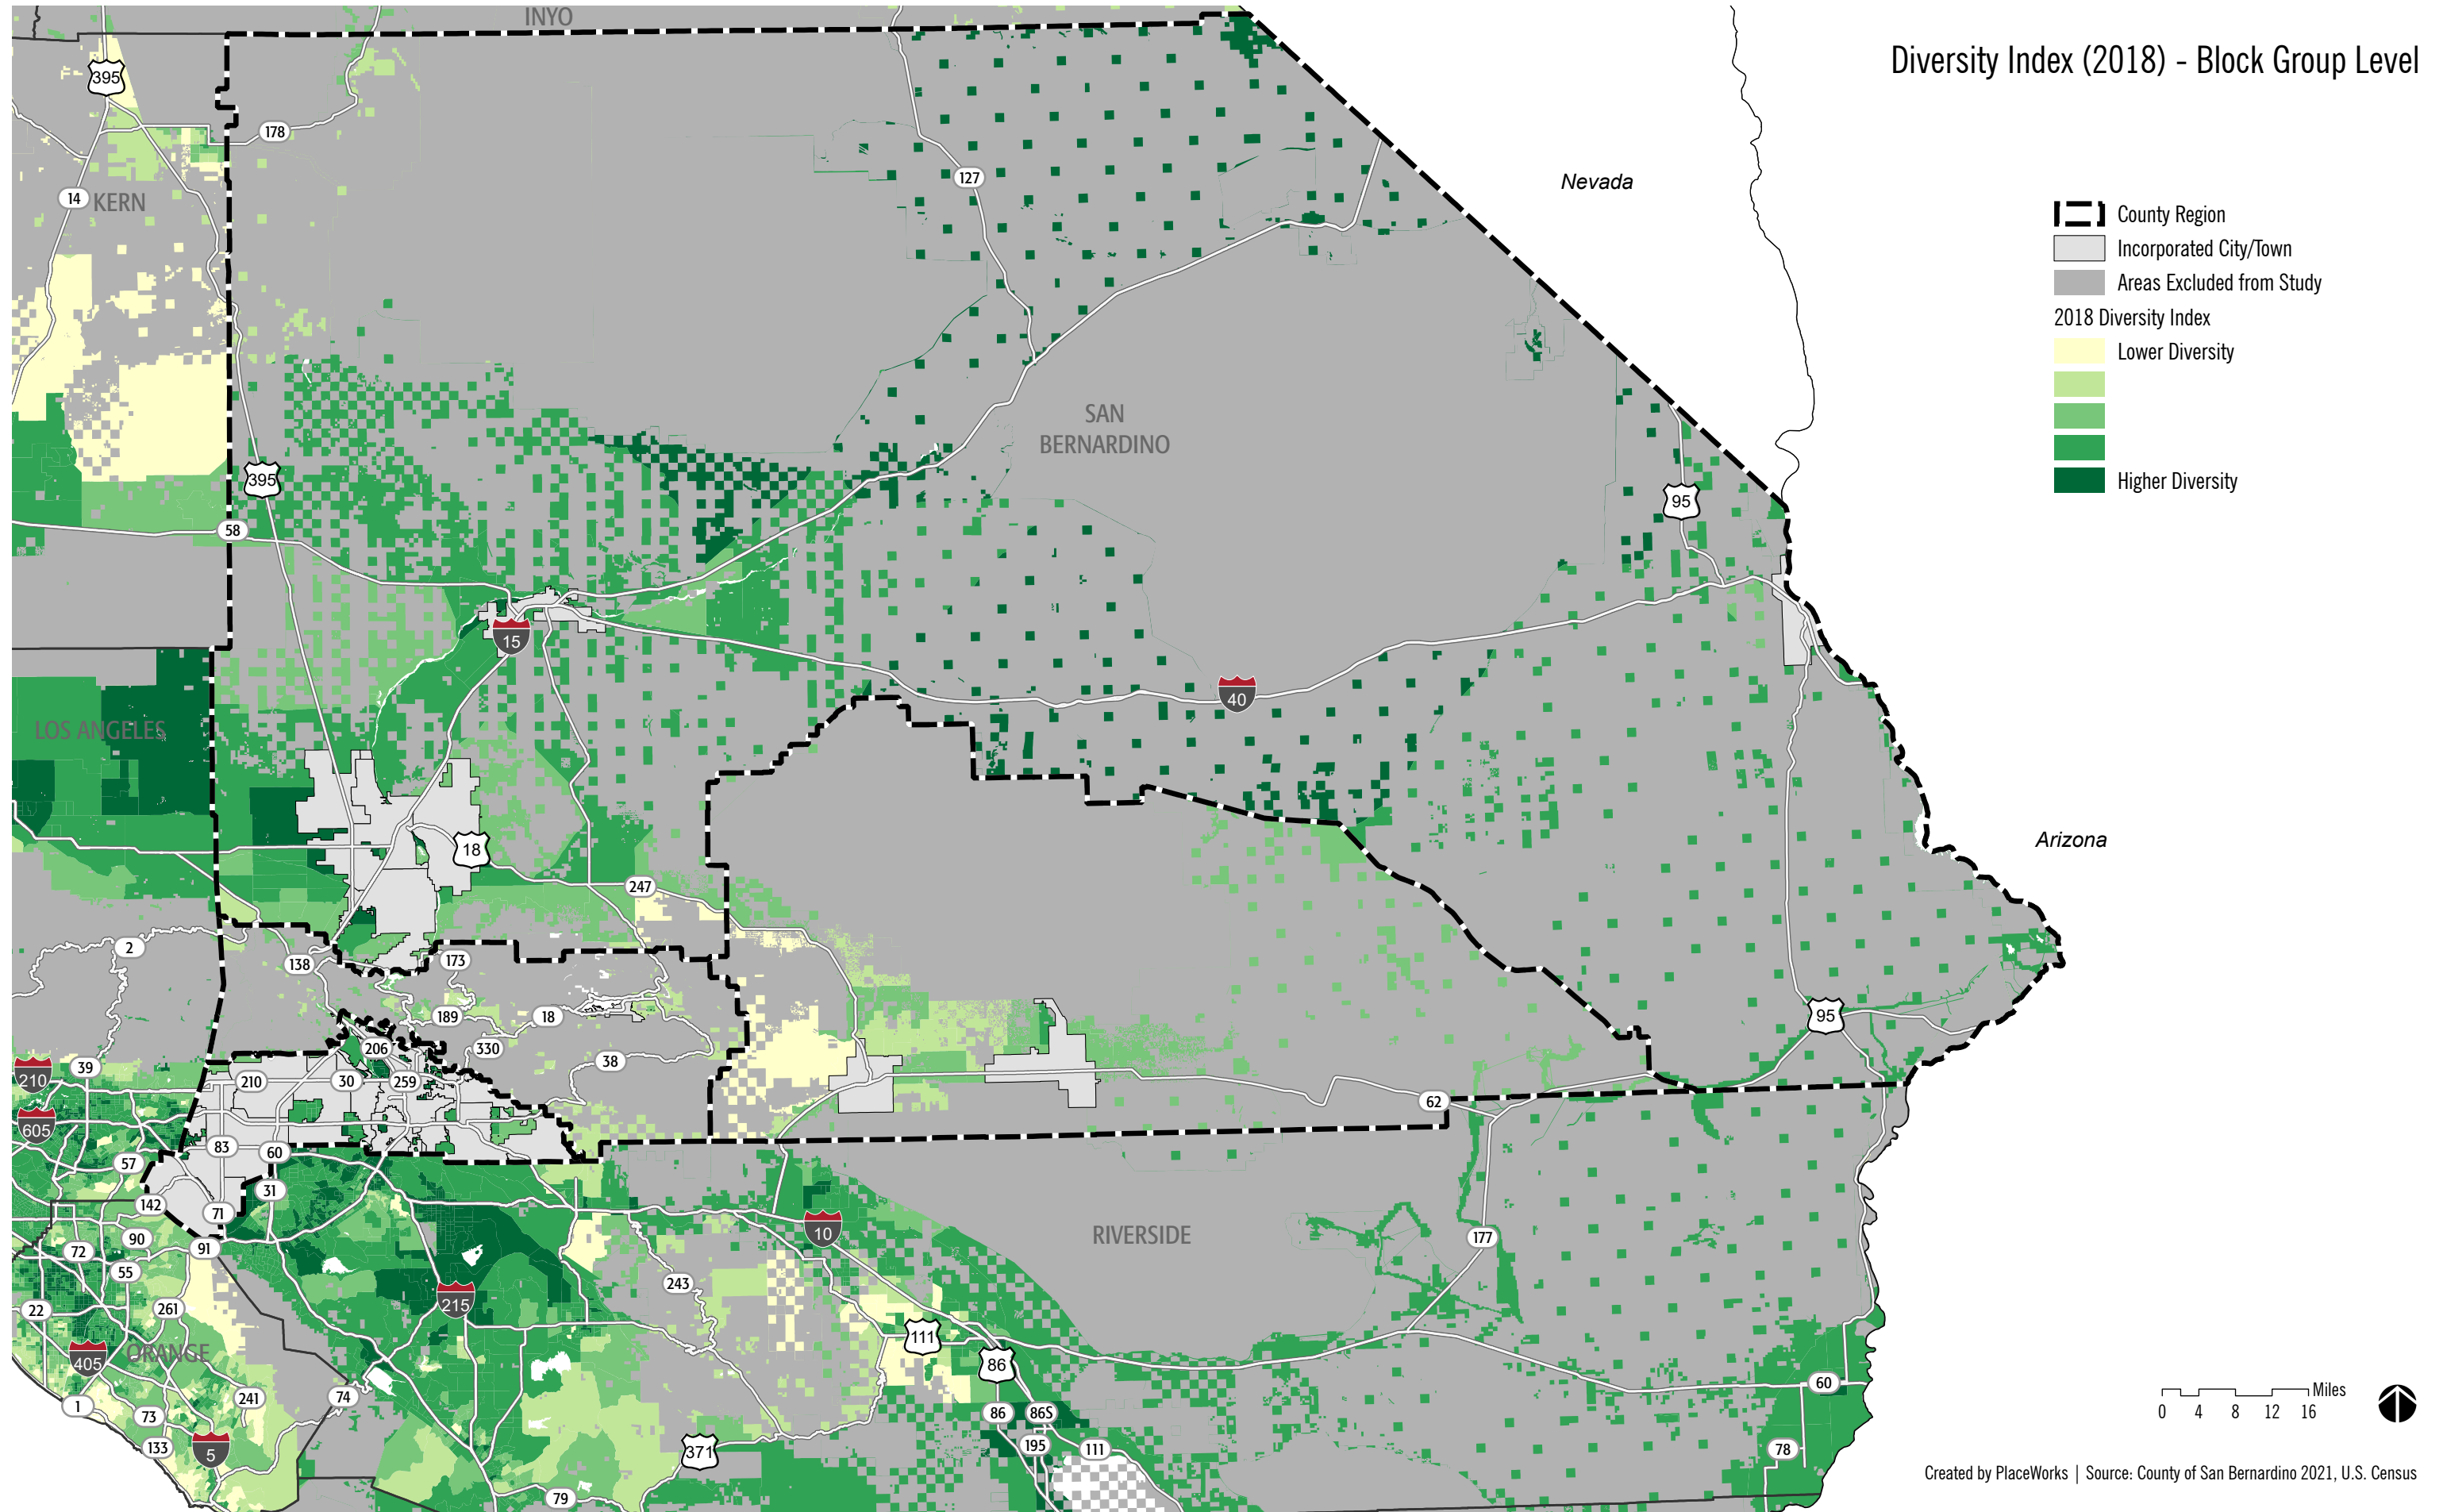 Diversity Index (2018) - Block Group Level
INYO
395
178
14
KERN
127
Nevada
County Region
Incorporated City/Town
Areas Excluded from Study
2018 Diversity Index
Lower Diversity
Higher Diversity
SAN
BERNARDINO
395
95
58
15
40
LOS ANGELES
18
Arizona
247
2
138
173
189
18
95
206
330
38
39
210
210
30
259
62
605
83
60
57
31
142
71
RIVERSIDE
10
177
90
91
72
55
243
215
22
261
111
ORANGE
405
86
241
74
60
1
73
86
86S
133
5
371
195
111
78
79
Miles
0 4 8 12 16
Created by PlaceWorks | Source: County of San Bernardino 2021, U.S. Census